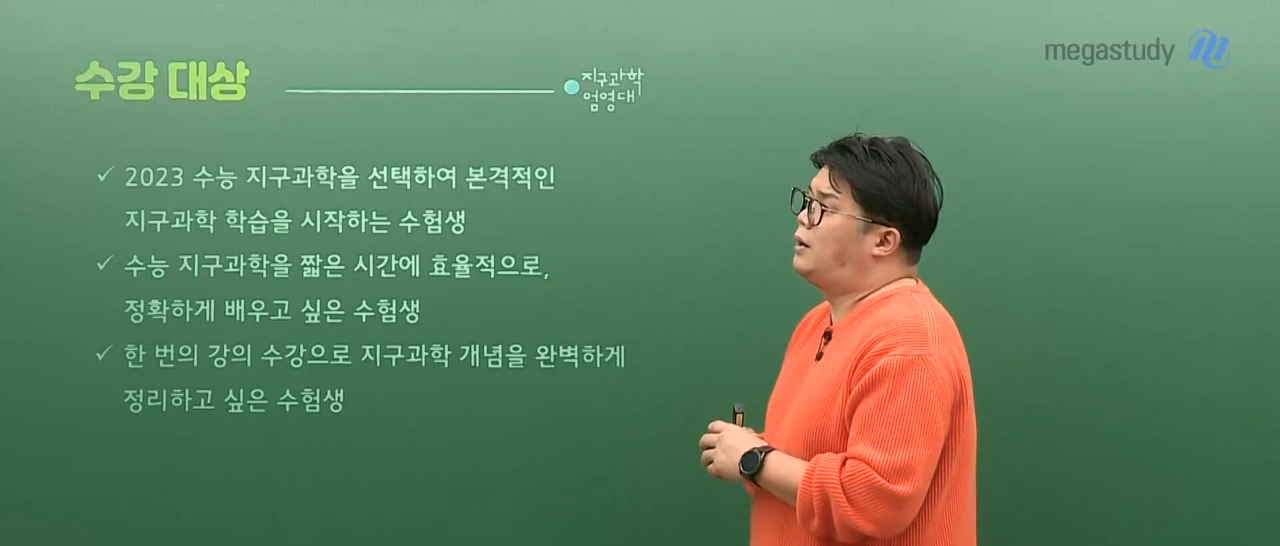 수강 대상
지구과학
엄영대
megastudy
✓ 2023 수능 지구과학을 선택하여 본격적인
지구과학 학습을 시작하는 수험생
✓ 수능 지구과학을 짧은 시간에 효율적으로,
정확하게 배우고 싶은 수험생
✓ 한 번의 강의 수강으로 지구과학 개념을 완벽하게
정리하고 싶은 수험생